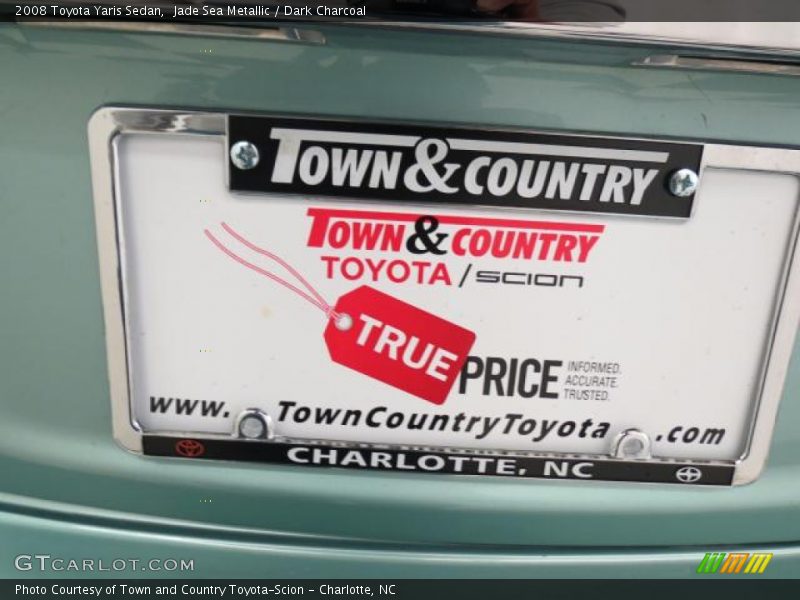 2008 Toyota Yaris Sedan, Jade Sea Metallic / Dark Charcoal
TOWN & COUNTRY
TOWN & COUNTRY
TOYOTA / SCION
TRUE PRICE
INFORMED.
ACCURATE.
TRUSTED.
www.TownCountryToyota.com
CHARLOTTE, NC
GTCARLOT.COM
Photo Courtesy of Town and Country Toyota-Scion - Charlotte, NC